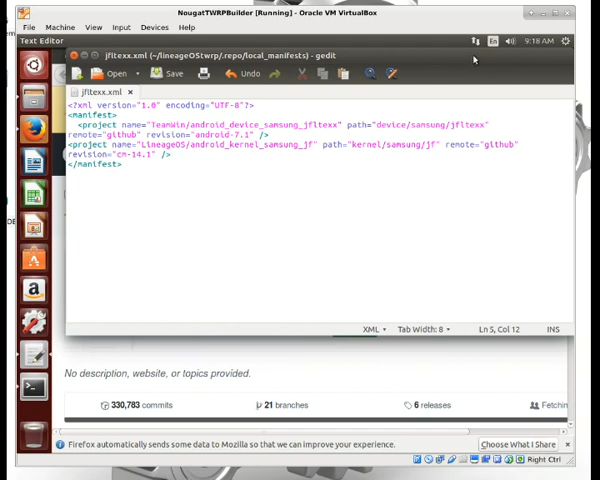 NougatTWRPBuilder [Running] - Oracle VM VirtualBox
File Machine View Input Devices Help
Text Editor En 9:18 AM
jfltexx.xml (~/lineageOStwrp/.repo/local_manifests) - gedit
Open Save Undo
jfltexx.xml ×
<?xml version="1.0" encoding="UTF-8"?>
<manifest>
<project name="TeamWin/android_device_samsung_jfltexx" path="device/samsung/jfltexx"
remote="github" revision="android-7.1" />
<project name="LineageOS/android_kernel_samsung_jf" path="kernel/samsung/jf" remote="github"
revision="cm-14.1" />
</manifest>
XML Tab Width: 8 Ln 5, Col 12 INS
No description, website, or topics provided.
330,783 commits 21 branches 6 releases Fetchin
Firefox automatically sends some data to Mozilla so that we can improve your experience. Choose What I Share ×
Right Ctrl